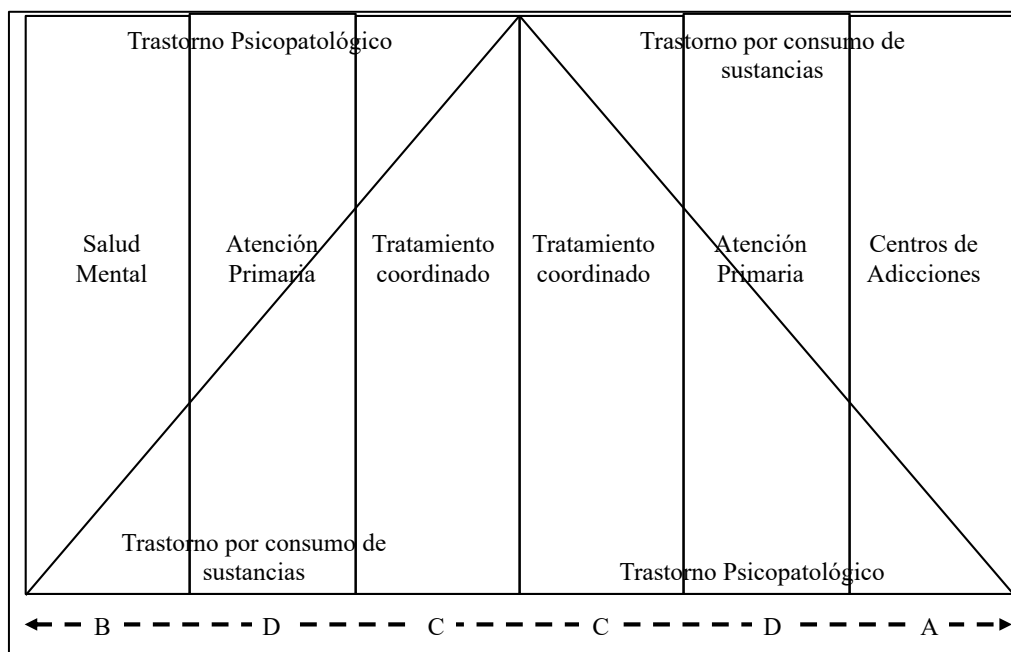 Trastorno Psicopatológico
Trastorno por consumo de
sustancias
Salud
Mental
Atención
Primaria
Tratamiento
coordinado
Tratamiento
coordinado
Atención
Primaria
Centros de
Adicciones
Trastorno por consumo de
sustancias
Trastorno Psicopatológico
B D C C D A